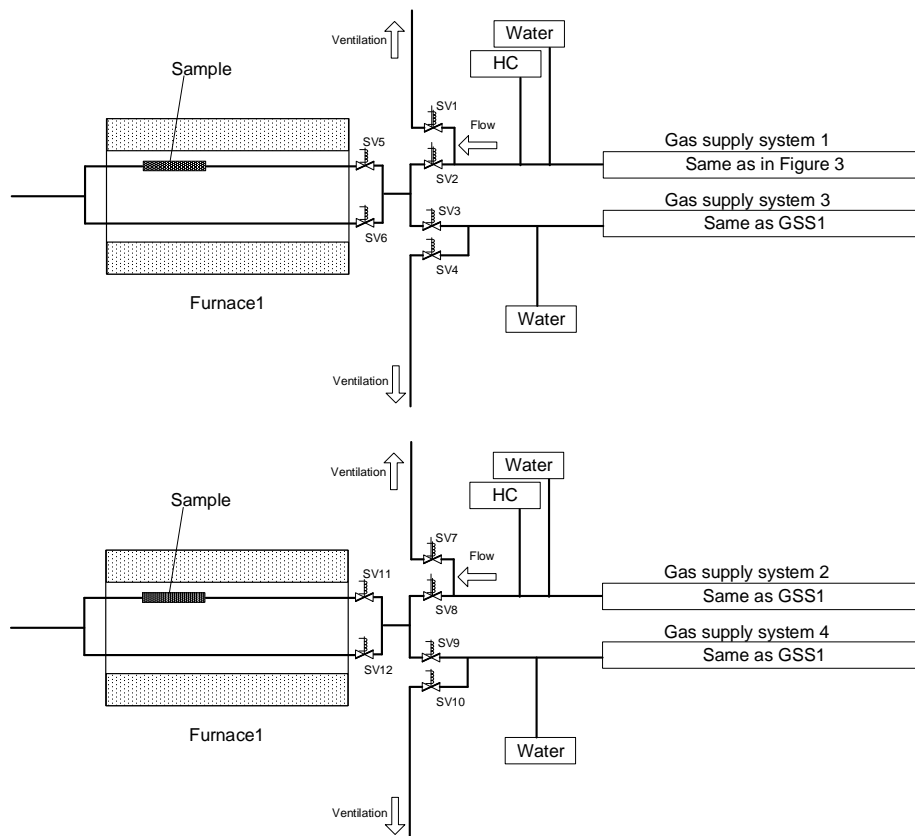 Water
Ventilation
HC
Sample
SV1
Flow
Gas supply system 1
SV5
SV2
Same as in Figure 3
Gas supply system 3
SV3
Same as GSS1
SV6
SV4
Furnace1
Water
Ventilation
Water
Ventilation
HC
Sample
SV7
Flow
Gas supply system 2
SV11
SV8
Same as GSS1
Gas supply system 4
SV9
Same as GSS1
SV12
SV10
Furnace1
Water
Ventilation